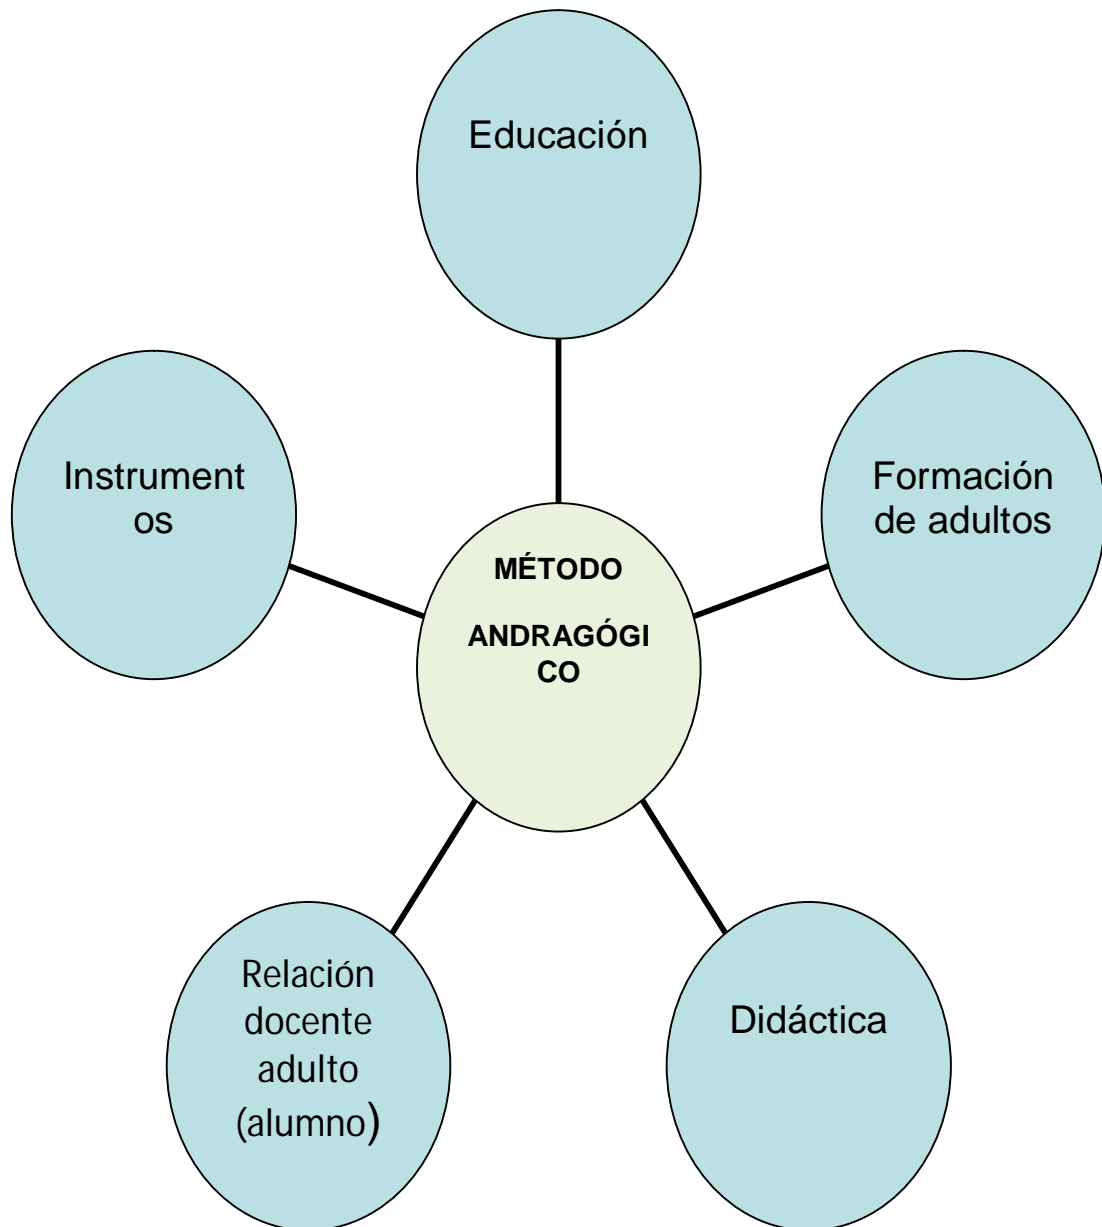 Educación
Instrument
os
Formación
de adultos
MÉTODO
ANDRAGÓGI
CO
Relación
docente
adulto
(alumno)
Didáctica